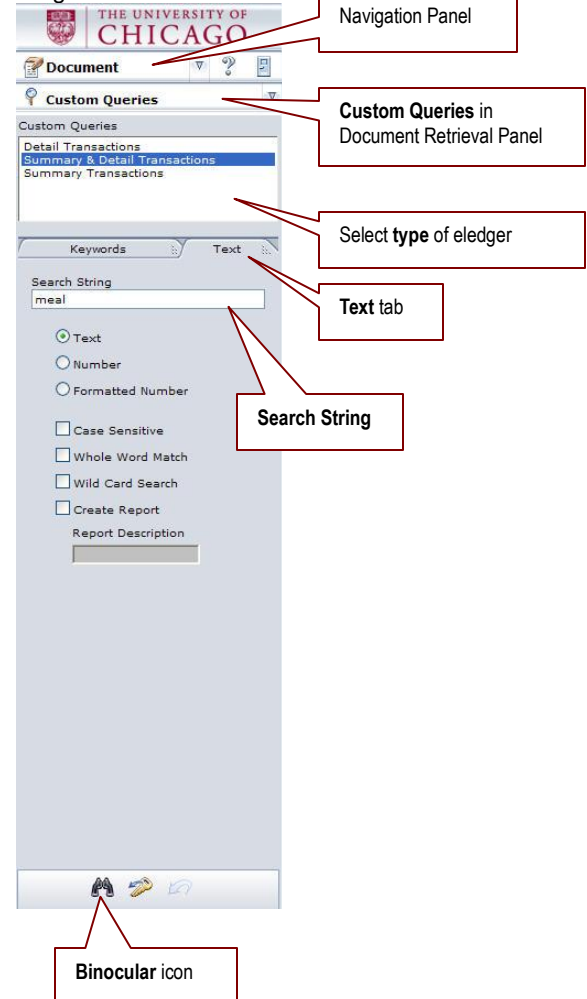 THE UNIVERSITY OF
CHICAGO
Navigation Panel
Document
Custom Queries
Custom Queries in
Document Retrieval Panel
Custom Queries
Detail Transactions
Summary & Detail Transactions
Summary Transactions
Select type of eledger
Keywords
Text
Text tab
Search String
meal
Text
Number
Formatted Number
Search String
Case Sensitive
Whole Word Match
Wild Card Search
Create Report
Report Description
Binocular icon